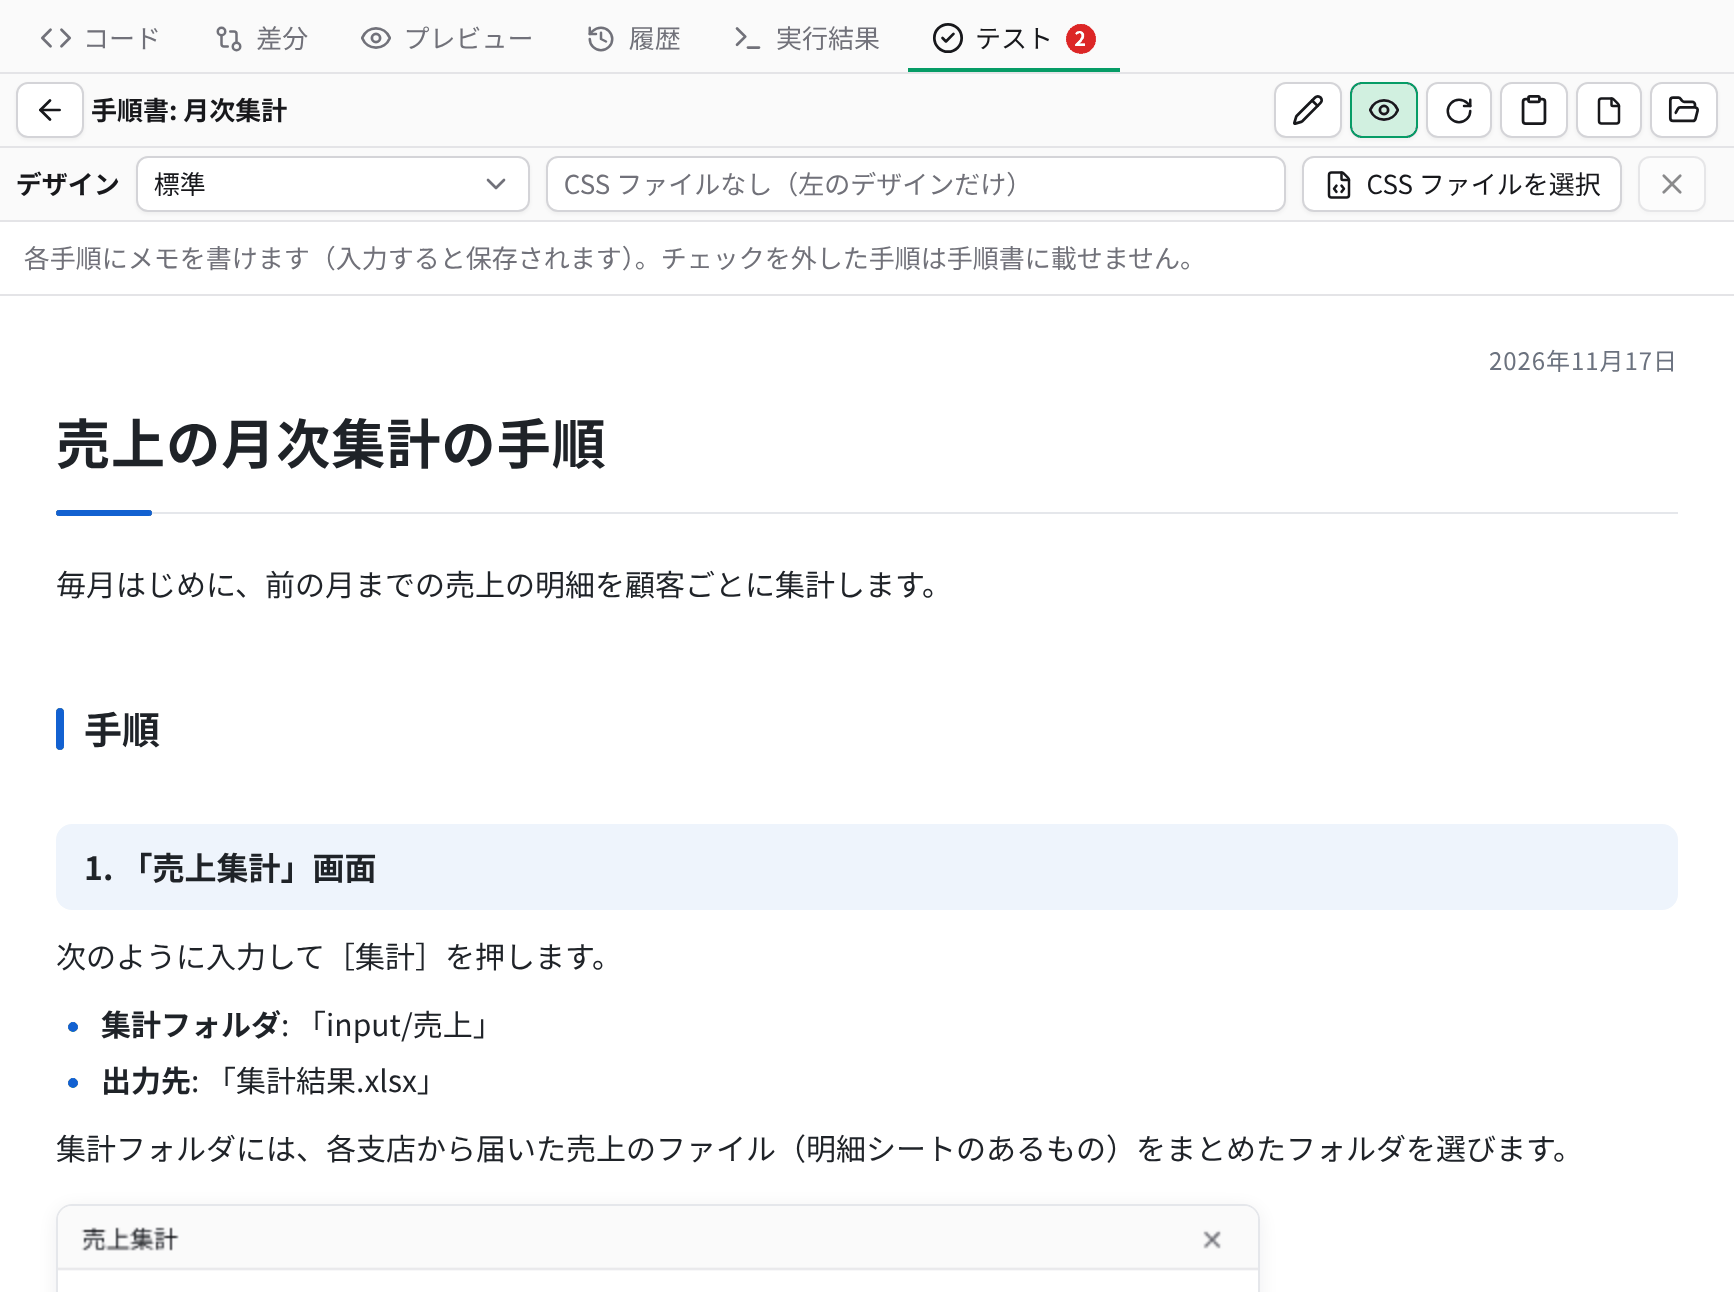 コード 差分 プレビュー 履歴 実行結果 テスト 2
手順書: 月次集計
デザイン 標準 CSS ファイルなし（左のデザインだけ） CSS ファイルを選択
各手順にメモを書けます（入力すると保存されます）。チェックを外した手順は手順書に載せません。
2026年11月17日
売上の月次集計の手順
毎月はじめに、前の月までの売上の明細を顧客ごとに集計します。
手順
1. 「売上集計」画面
次のように入力して［集計］を押します。
集計フォルダ: 「input/売上」
出力先: 「集計結果.xlsx」
集計フォルダには、各支店から届いた売上のファイル（明細シートのあるもの）をまとめたフォルダを選びます。
売上集計